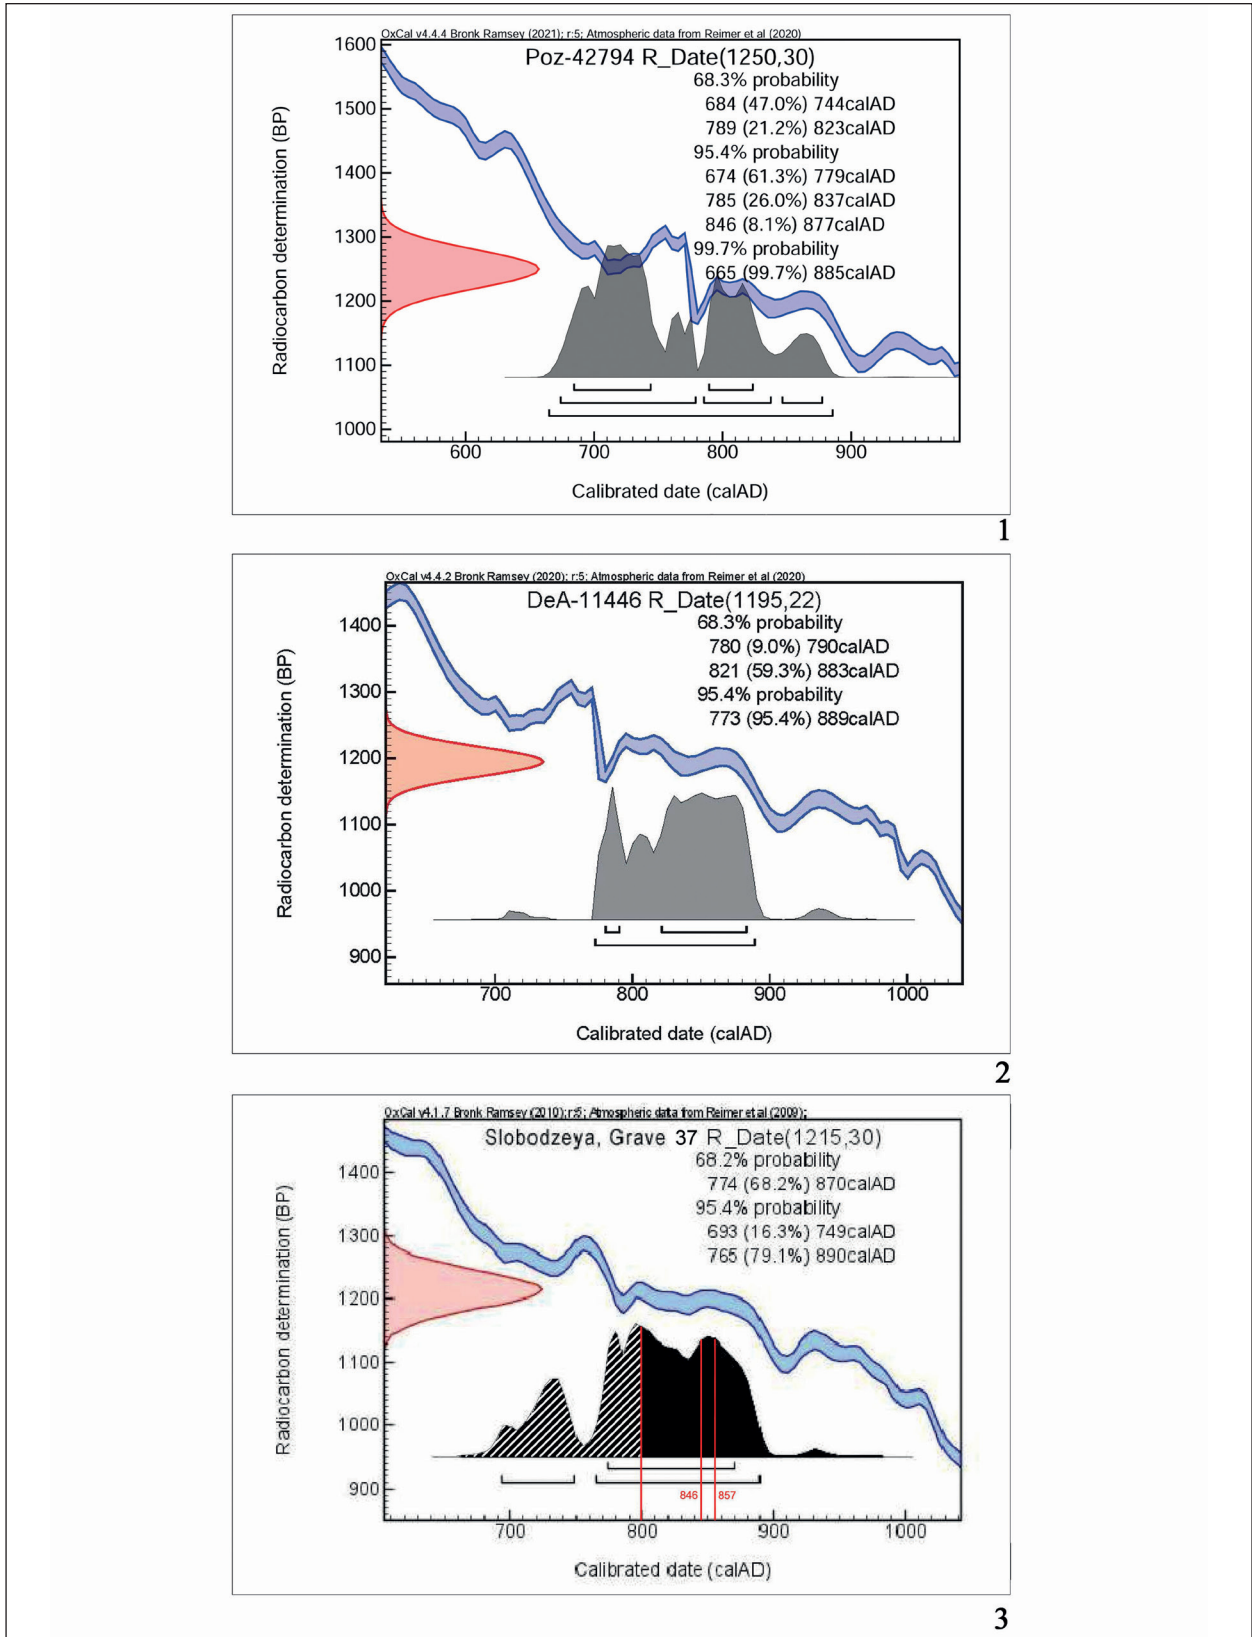 OxCal v4.4.4 Bronk Ramsey (2021); r:5; Atmospheric data from Reimer et al (2020)
Poz-42794 R_Date(1250,30)
68.3% probability
684 (47.0%) 744calAD
789 (21.2%) 823calAD
95.4% probability
674 (61.3%) 779calAD
785 (26.0%) 837calAD
846 (8.1%) 877calAD
99.7% probability
665 (99.7%) 885calAD
Radiocarbon determination (BP)
1600
1500
1400
1300
1200
1100
1000
600 700 800 900
Calibrated date (calAD)
1
OxCal v4.4.2 Bronk Ramsey (2020); r:5; Atmospheric data from Reimer et al (2020)
DeA-11446 R_Date(1195,22)
68.3% probability
780 (9.0%) 790calAD
821 (59.3%) 883calAD
95.4% probability
773 (95.4%) 889calAD
Radiocarbon determination (BP)
1400
1300
1200
1100
1000
900
700 800 900 1000
Calibrated date (calAD)
2
OxCal v4.1.7 Bronk Ramsey (2010); r:5; Atmospheric data from Reimer et al (2009);
Slobodzeya, Grave 37 R_Date(1215,30)
68.2% probability
774 (68.2%) 870calAD
95.4% probability
693 (16.3%) 749calAD
765 (79.1%) 890calAD
Radiocarbon determination (BP)
1400
1300
1200
1100
1000
900
846 857
700 800 900 1000
Calibrated date (calAD)
3